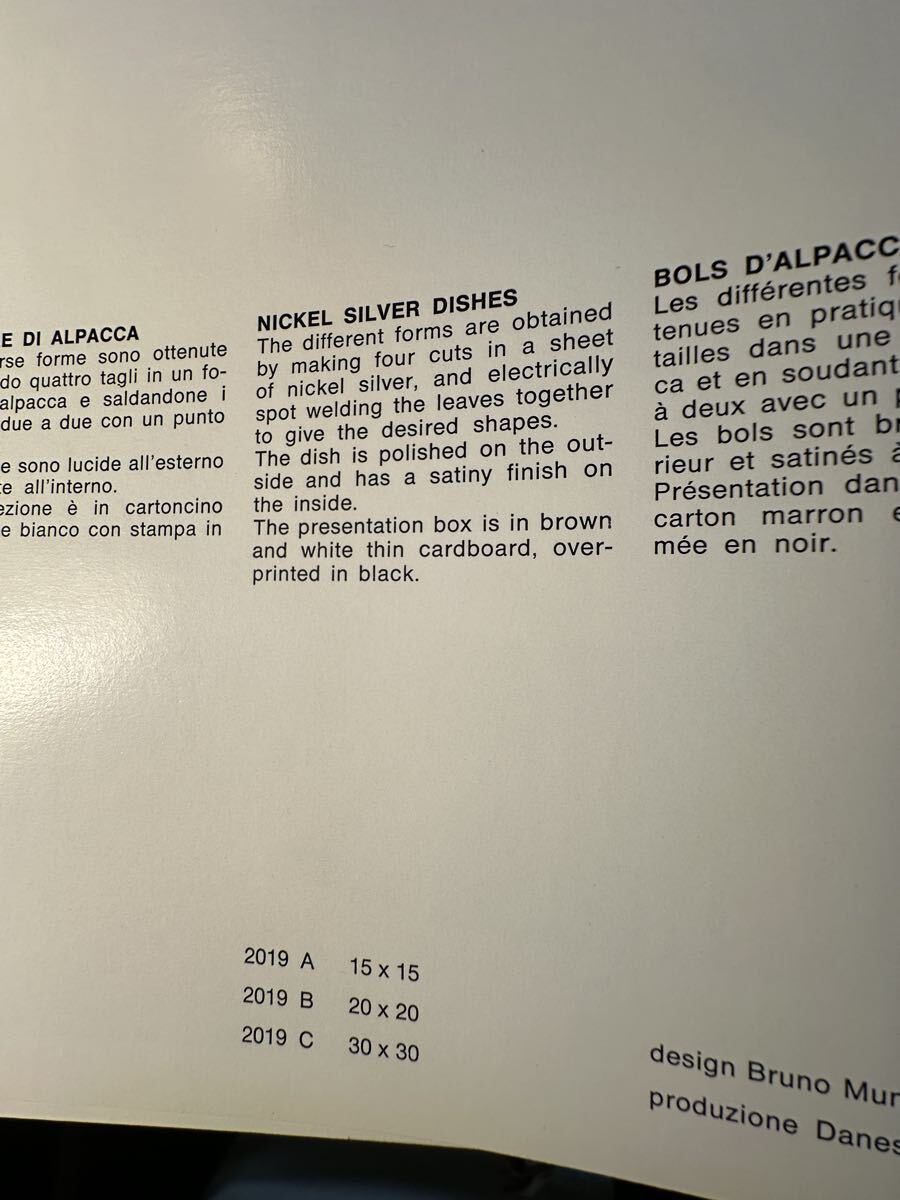 E DI ALPACCA
rse forme sono ottenute
do quattro tagli in un fo-
alpacca e saldandone i
due a due con un punto
e sono lucide all'esterno
te all'interno.
ezione è in cartoncino
e bianco con stampa in
NICKEL SILVER DISHES
The different forms are obtained
by making four cuts in a sheet
of nickel silver, and electrically
spot welding the leaves together
to give the desired shapes.
The dish is polished on the out-
side and has a satiny finish on
the inside.
The presentation box is in brown
and white thin cardboard, over-
printed in black.
BOLS D'ALPACC
Les différentes f
tenues en pratiq
tailles dans une
ca et en soudant
à deux avec un p
Les bols sont br
rieur et satinés à
Présentation dan
carton marron e
mée en noir.
2019 A 15 x 15
2019 B 20 x 20
2019 C 30 x 30
design Bruno Mun
produzione Danes